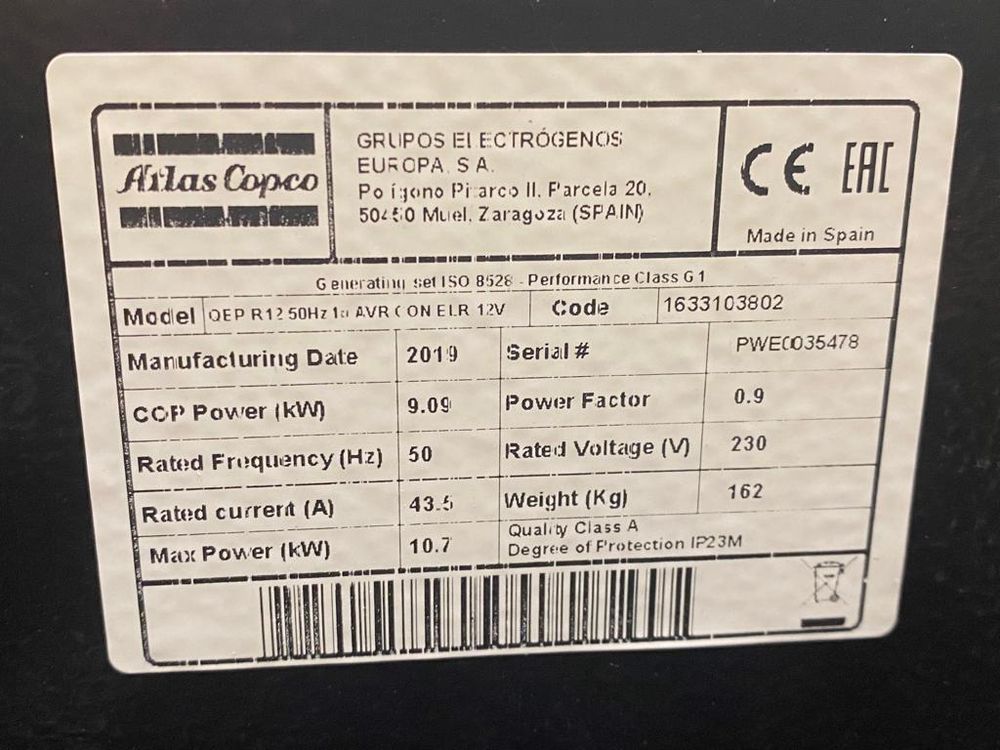 Atlas Copco
GRUPOS ELECTRÓGENOS
EUROPA, S.A.
Polígono Pitarco II, Parcela 20,
50450 Muel, Zaragoza (SPAIN)
CE EAC
Made in Spain
Generating set ISO 8528 - Performance Class G1
Model QEP R12 50Hz 1ø AVR CON ELR 12V Code 1633103802
Manufacturing Date 2019 Serial # PWE0035478
COP Power (kW) 9.09 Power Factor 0.9
Rated Frequency (Hz) 50 Rated Voltage (V) 230
Rated current (A) 43.5 Weight (Kg) 162
Max Power (kW) 10.7 Quality Class A
Degree of Protection IP23M